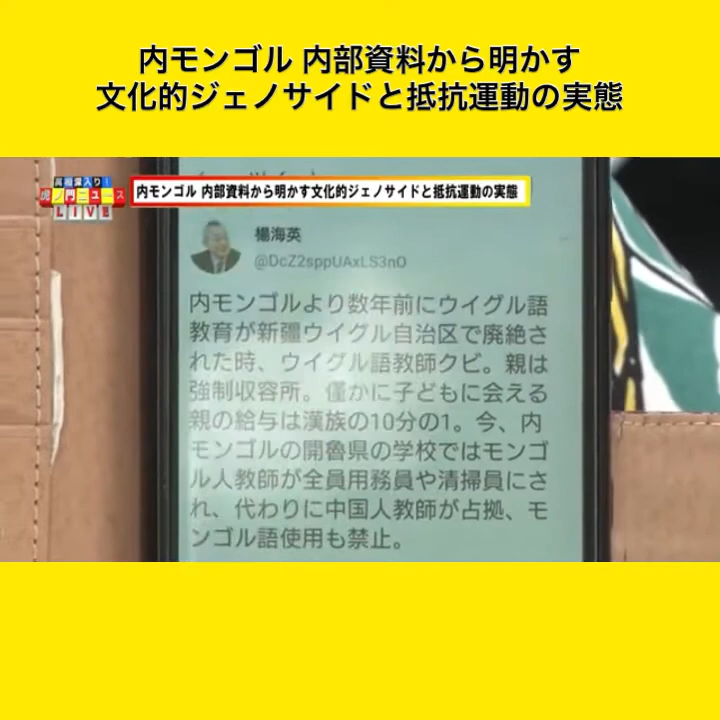 内モンゴル 内部資料から明かす
文化的ジェノサイドと抵抗運動の実態
真相深入り!
虎ノ門ニュース
LIVE
内モンゴル 内部資料から明かす文化的ジェノサイドと抵抗運動の実態
楊海英
@DcZ2sppUAxLS3nO
内モンゴルより数年前にウイグル語
教育が新疆ウイグル自治区で廃絶さ
れた時、ウイグル語教師クビ。親は
強制収容所。僅かに子どもに会える
親の給与は漢族の10分の1。今、内
モンゴルの開魯県の学校ではモンゴ
ル人教師が全員用務員や清掃員にさ
れ、代わりに中国人教師が占拠、モ
ンゴル語使用も禁止。